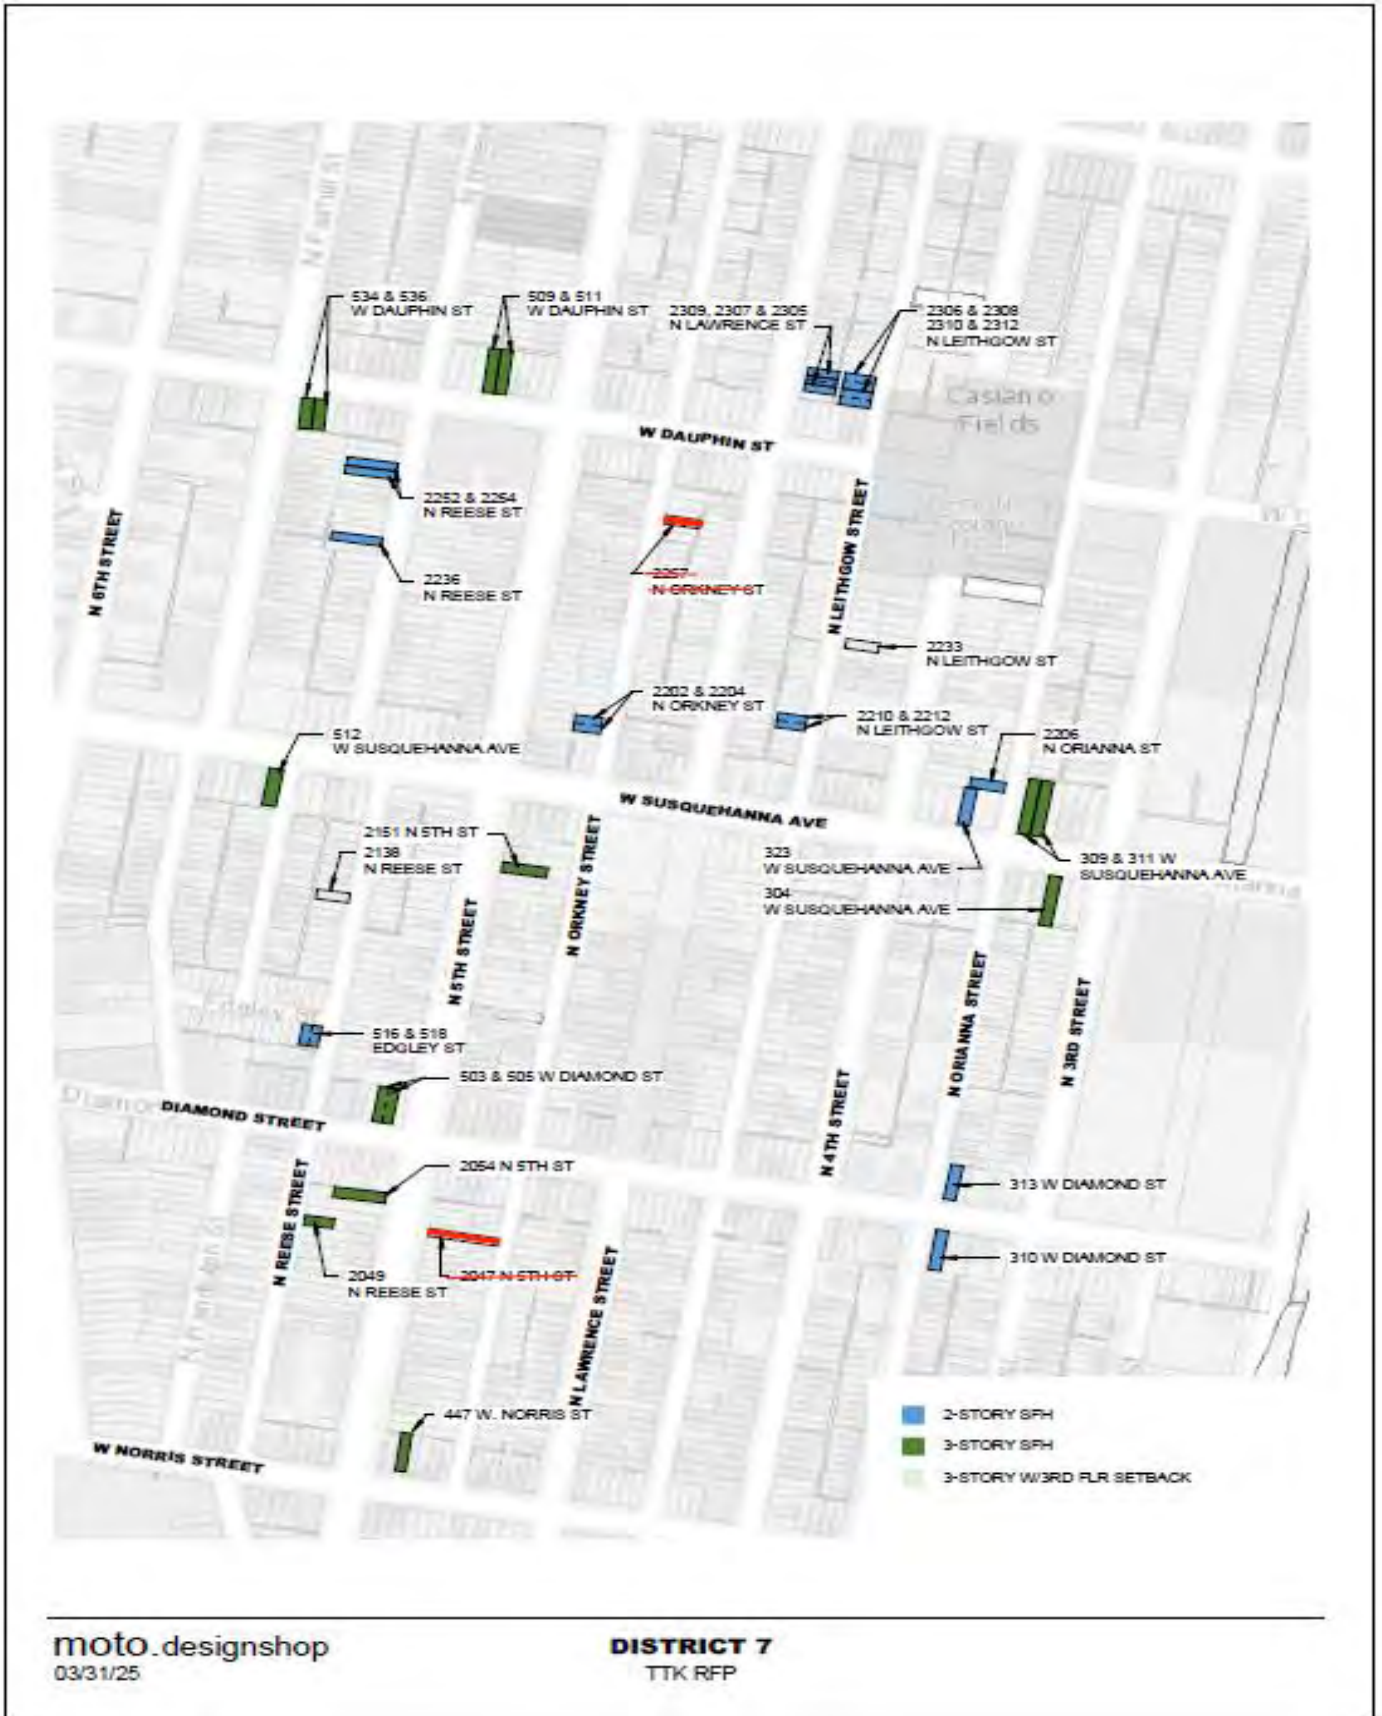 534 & 536
W DAUPHIN ST
509 & 511
W DAUPHIN ST
2309, 2307 & 2305
N LAWRENCE ST
2306 & 2308
2310 & 2312
N LEITHGOW ST
Casiano
Fields
W DAUPHIN ST
2252 & 2254
N REESE ST
N 6TH STREET
2236
N REESE ST
2257
N ORKNEY ST
N LEITHGOW STREET
2233
N LEITHGOW ST
2202 & 2204
N ORKNEY ST
2210 & 2212
N LEITHGOW ST
512
W SUSQUEHANNA AVE
2206
N ORIANNA ST
W SUSQUEHANNA AVE
2151 N 5TH ST
2138
N REESE ST
N ORKNEY STREET
323
W SUSQUEHANNA AVE
309 & 311 W
SUSQUEHANNA AVE
304
W SUSQUEHANNA AVE
N 5TH STREET
N ORIANNA STREET
N 3RD STREET
516 & 518
EDGLEY ST
503 & 505 W DIAMOND ST
DIAMOND STREET
N 4TH STREET
N REESE STREET
2054 N 5TH ST
313 W DIAMOND ST
2049
N REESE ST
2047 N 5TH ST
N LAWRENCE STREET
310 W DIAMOND ST
447 W. NORRIS ST
W NORRIS STREET
2-STORY SFH
3-STORY SFH
3-STORY W/3RD FLR SETBACK
moto.designshop
03/31/25
DISTRICT 7
TTK RFP